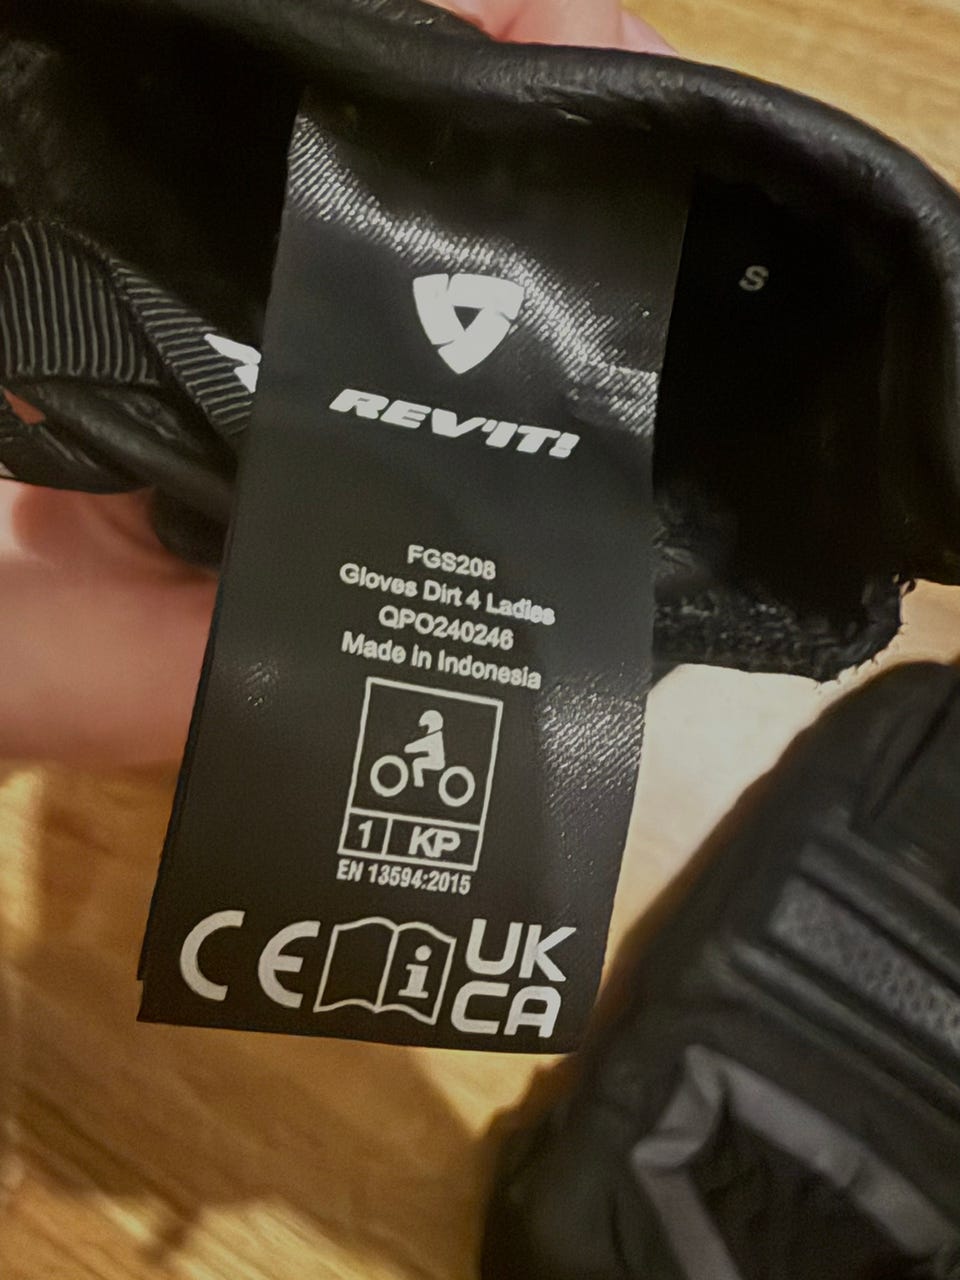 S
REV'IT!
FGS208
Gloves Dirt 4 Ladies
QPO240246
Made in Indonesia
1 KP
EN 13594:2015
CE i UK
CA